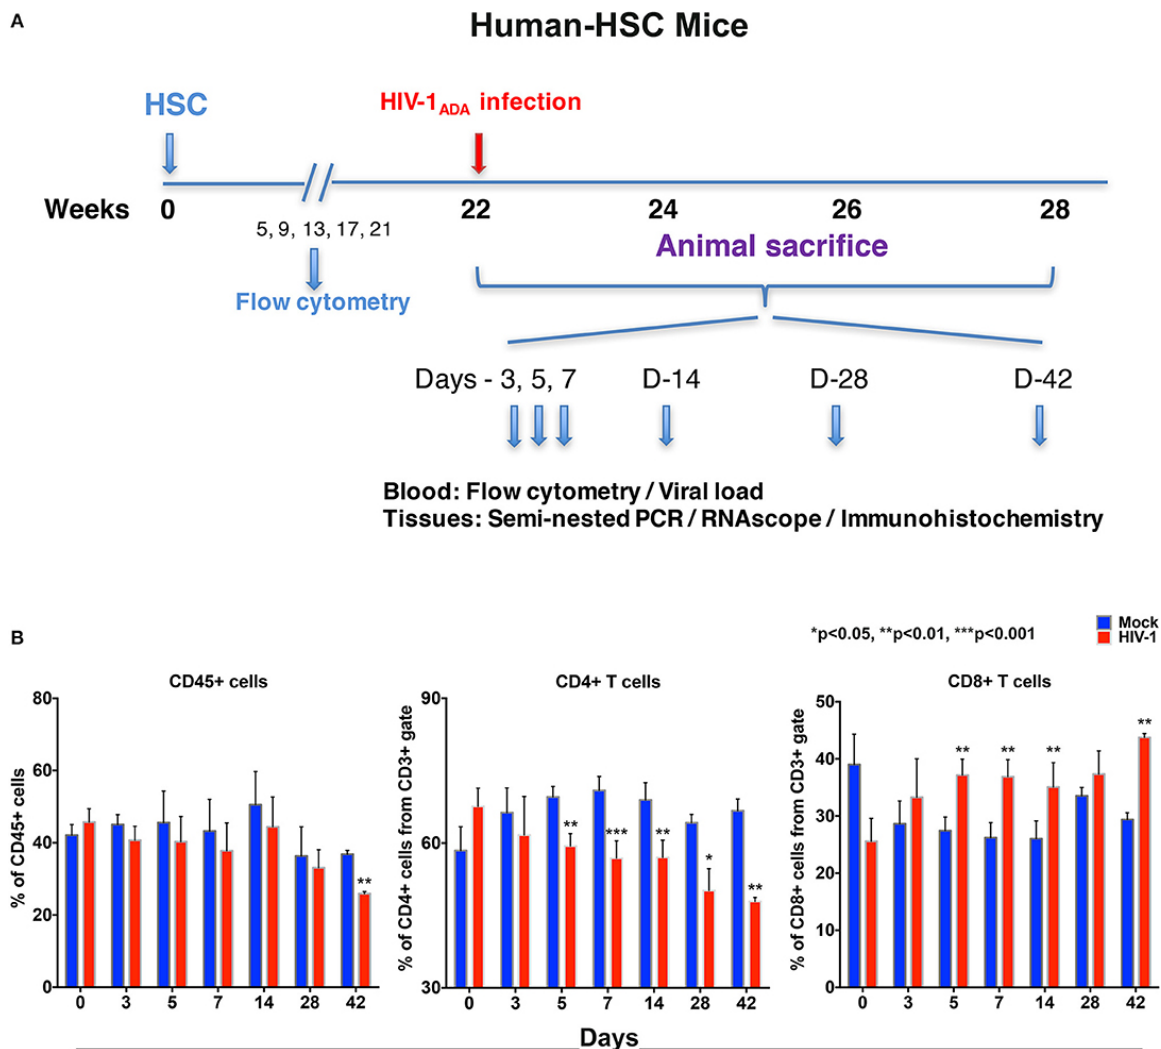 A
Human-HSC Mice
HSC
HIV-1ADA infection
Weeks 0 22 24 26 28
5, 9, 13, 17, 21
Animal sacrifice
Flow cytometry
Days - 3, 5, 7 D-14 D-28 D-42
Blood: Flow cytometry / Viral load
Tissues: Semi-nested PCR / RNAscope / Immunohistochemistry
B
*p<0.05, **p<0.01, ***p<0.001
Mock
HIV-1
CD45+ cells
% of CD45+ cells
80
60
40
20
0
**
0 3 5 7 14 28 42
CD4+ T cells
% of CD4+ cells from CD3+ gate
90
60
30
** *** ** * **
0 3 5 7 14 28 42
CD8+ T cells
% of CD8+ cells from CD3+ gate
50
40
30
20
10
0
** ** ** **
0 3 5 7 14 28 42
Days